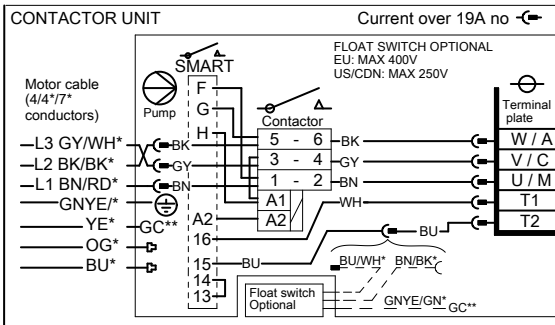 CONTACTOR UNIT
Current over 19A no
FLOAT SWITCH OPTIONAL
EU: MAX 400V
US/CDN: MAX 250V
SMART
Motor cable
(4/4*/7*
conductors)
Pump
F
G
H
Contactor
Terminal
plate
L3 GY/WH*
BK
5 - 6
BK
W / A
L2 BK/BK*
GY
3 - 4
GY
V / C
L1 BN/RD*
BN
1 - 2
BN
U / M
GNYE/*
A1
WH
T1
YE*
GC**
A2
A2
T2
OG*
16
BU
BU*
15
BU
BU/WH*
BN/BK*
14
13
Float switch
Optional
GNYE/GN*
GC**